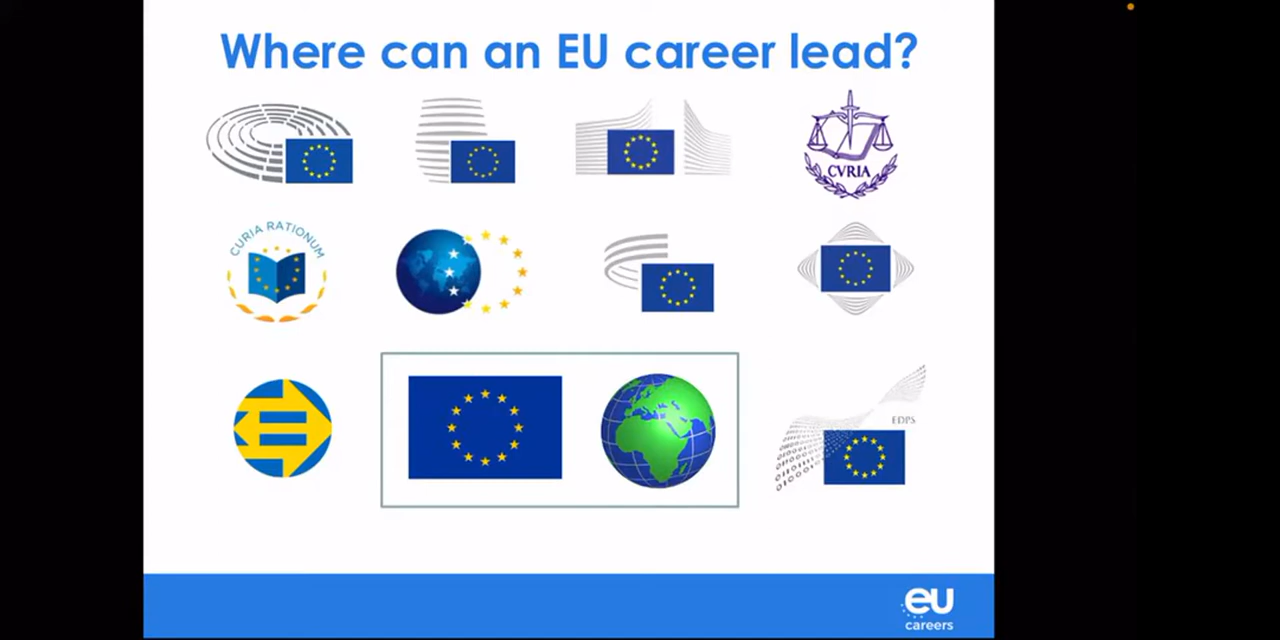 Where can an EU career lead?
CVRIA
CURIA RATIONUM
EDPS
eu
careers